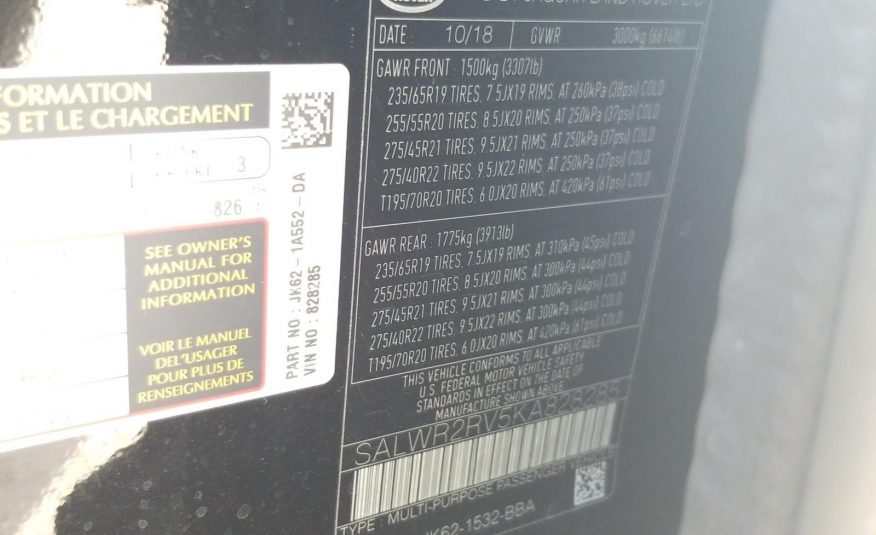 FORMATION
S ET LE CHARGEMENT
3
826
SEE OWNER'S
MANUAL FOR
ADDITIONAL
INFORMATION
VOIR LE MANUEL
DEL'USAGER
POUR PLUS DE
RENSEIGNEMENTS
PART NO : JK62-1A552-DA
VIN NO : 828285
ROVER
JAGUAR LAND ROVER LTD
DATE : 10/18 GVWR 3000kg (6614lb)
GAWR FRONT : 1500kg (3307lb)
235/65R19 TIRES, 7.5JX19 RIMS, AT 260kPa (38psi) COLD
255/55R20 TIRES, 8.5JX20 RIMS, AT 250kPa (37psi) COLD
275/45R21 TIRES, 9.5JX21 RIMS, AT 250kPa (37psi) COLD
275/40R22 TIRES, 9.5JX22 RIMS, AT 250kPa (37psi) COLD
T195/70R20 TIRES, 6.0JX20 RIMS, AT 420kPa (61psi) COLD
GAWR REAR : 1775kg (3913lb)
235/65R19 TIRES, 7.5JX19 RIMS, AT 310kPa (45psi) COLD
255/55R20 TIRES, 8.5JX20 RIMS, AT 300kPa (44psi) COLD
275/45R21 TIRES, 9.5JX21 RIMS, AT 300kPa (44psi) COLD
275/40R22 TIRES, 9.5JX22 RIMS, AT 300kPa (44psi) COLD
T195/70R20 TIRES, 6.0JX20 RIMS, AT 420kPa (61psi) COLD
THIS VEHICLE CONFORMS TO ALL APPLICABLE
U.S. FEDERAL MOTOR VEHICLE SAFETY
STANDARDS IN EFFECT ON THE DATE OF
MANUFACTURE SHOWN ABOVE.
SALWR2RV5KA828285
TYPE : MULTI-PURPOSE PASSENGER VEHICLE
JK62-1532-BBA